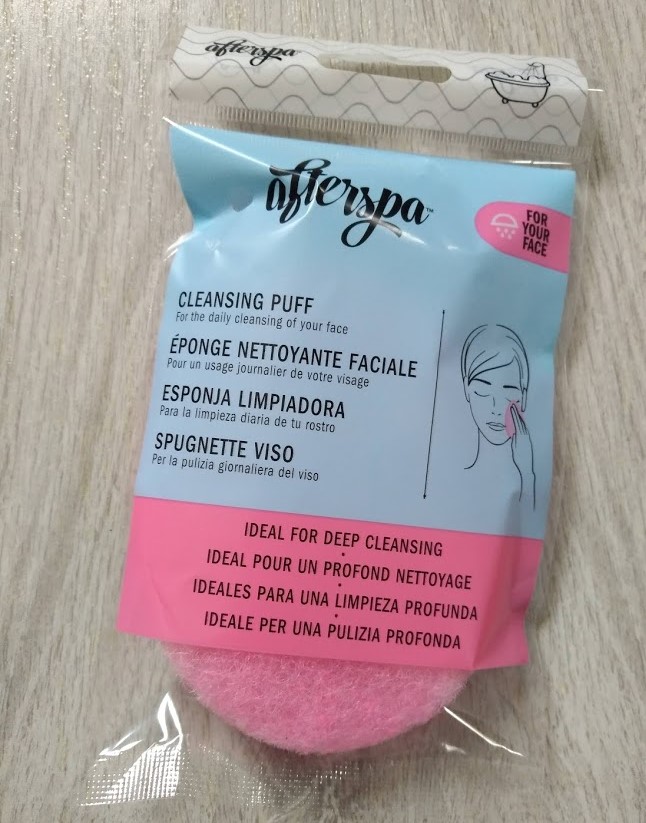 afterspa
afterspa™
FOR
YOUR
FACE
CLEANSING PUFF
For the daily cleansing of your face
ÉPONGE NETTOYANTE FACIALE
Pour un usage journalier de votre visage
ESPONJA LIMPIADORA
Para la limpieza diaria de tu rostro
SPUGNETTE VISO
Per la pulizia giornaliera del viso
IDEAL FOR DEEP CLEANSING
•
IDEAL POUR UN PROFOND NETTOYAGE
•
IDEALES PARA UNA LIMPIEZA PROFUNDA
•
IDEALE PER UNA PULIZIA PROFONDA